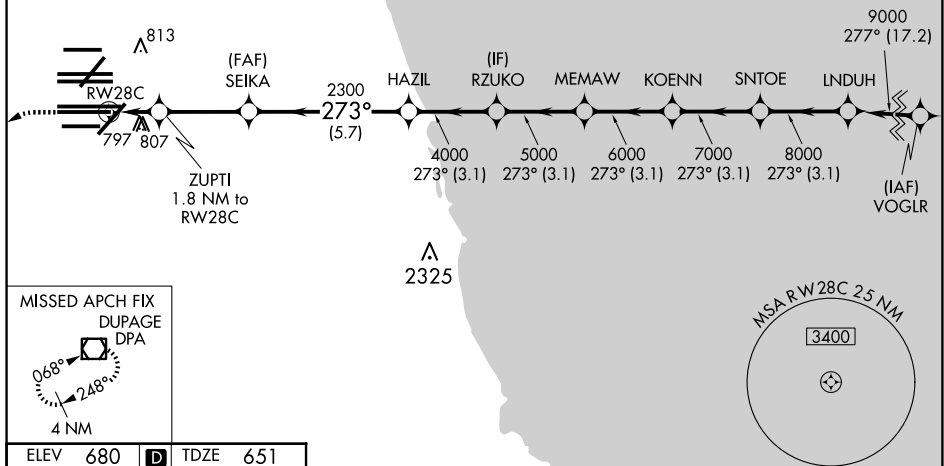 813
9000
277° (17.2)
(FAF)
SEIKA
2300
273°
(5.7)
HAZIL
(IF)
RZUKO
MEMAW
KOENN
SNTOE
LNDUH
RW28C
797
807
4000
273° (3.1)
5000
273° (3.1)
6000
273° (3.1)
7000
273° (3.1)
8000
273° (3.1)
ZUPTI
1.8 NM to
RW28C
(IAF)
VOGLR
2325
MISSED APCH FIX
DUPAGE
DPA
068°
248°
4 NM
MSA RW28C 25 NM
3400
ELEV 680 D TDZE 651